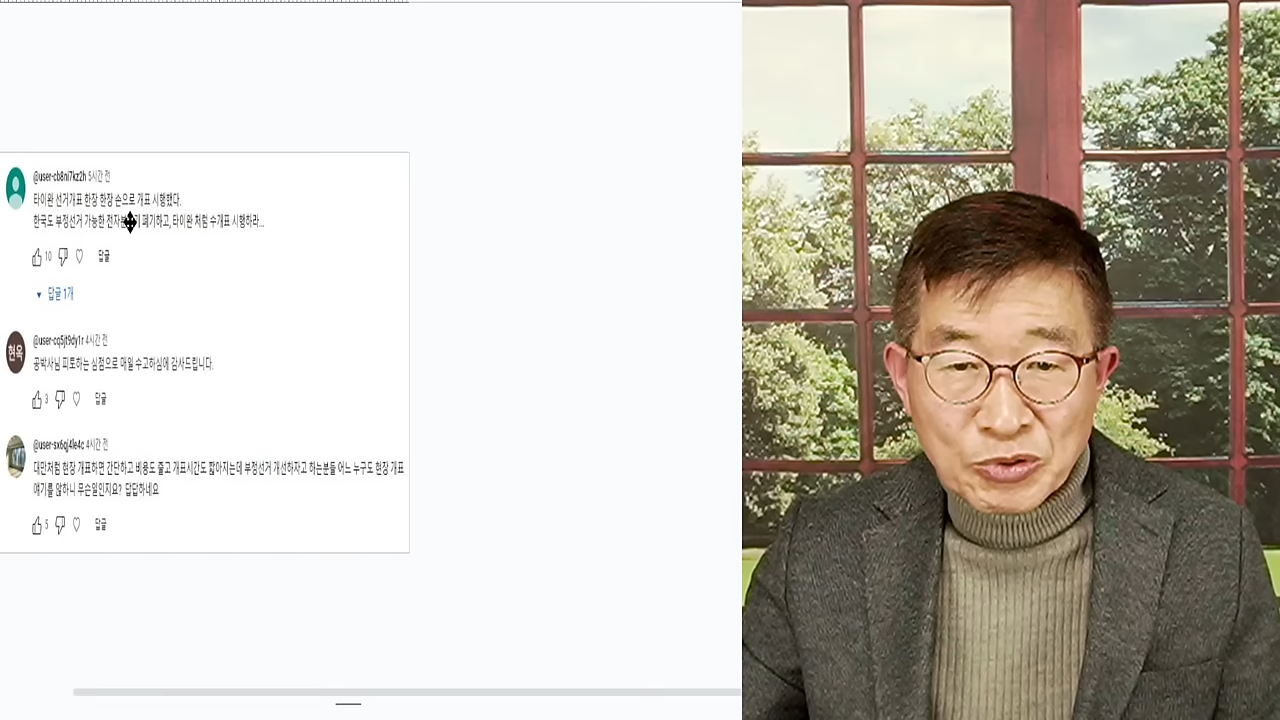 @user-cb8ni7kz2h 5시간 전
타이완 선거개표 한장 한장 손으로 개표 시행했다.
한국도 부정선거 가능한 폐기하고, 타이완 처럼 수개표 시행하라...
10 답글
답글 1개
현옥
@user-cq5jt9dy1r 4시간 전
공박사님 피토하는 심점으로 매일 수고하심에 감사드립니다.
3 답글
@user-sx6qj4le4c 4시간 전
대만처럼 현장 개표하면 간단하고 비용도 줄고 개표시간도 짧아지는데 부정선거 개선하자고 하는분들 어느 누구도 현장 개표
얘기를 않하니 무슨일인지요? 답답하네요
5 답글